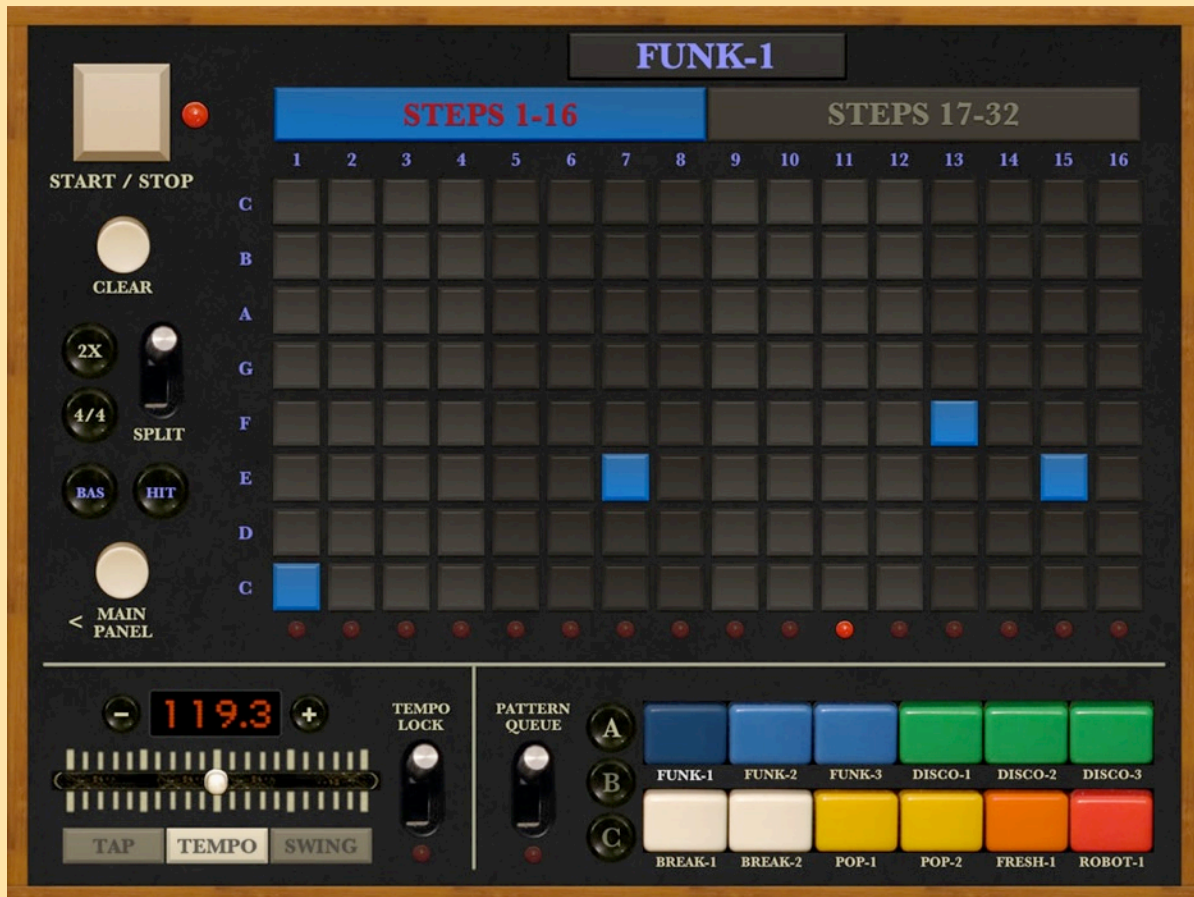 FUNK-1
STEPS 1-16 STEPS 17-32
1 2 3 4 5 6 7 8 9 10 11 12 13 14 15 16
START / STOP
C
B
CLEAR
A
2X
G
4/4
F
SPLIT
E
BAS HIT
D
C
< MAIN
PANEL
- 119.3 +
TEMPO
LOCK
PATTERN
QUEUE
A
FUNK-1 FUNK-2 FUNK-3 DISCO-1 DISCO-2 DISCO-3
B
C
TAP TEMPO SWING
BREAK-1 BREAK-2 POP-1 POP-2 FRESH-1 ROBOT-1